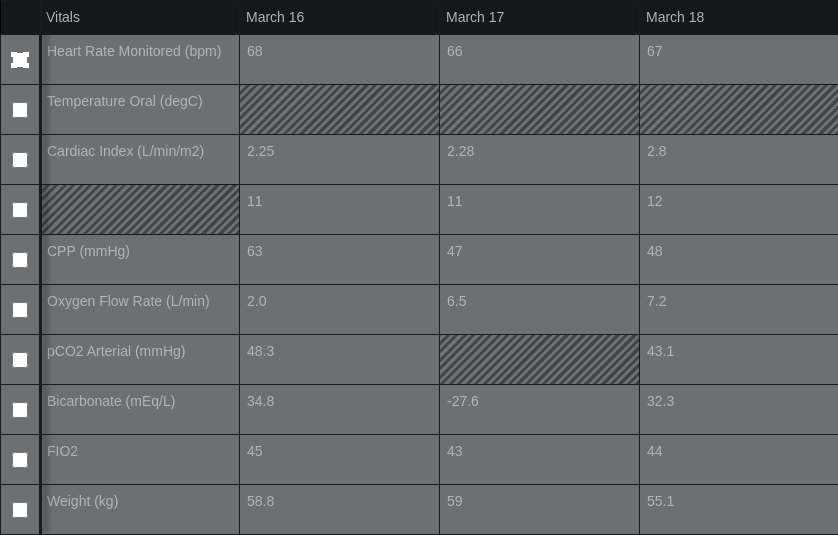 Vitals March 16 March 17 March 18
Heart Rate Monitored (bpm) 68 66 67
Temperature Oral (degC)
Cardiac Index (L/min/m2) 2.25 2.28 2.8
11 11 12
CPP (mmHg) 63 47 48
Oxygen Flow Rate (L/min) 2.0 6.5 7.2
pCO2 Arterial (mmHg) 48.3 43.1
Bicarbonate (mEq/L) 34.8 -27.6 32.3
FIO2 45 43 44
Weight (kg) 58.8 59 55.1